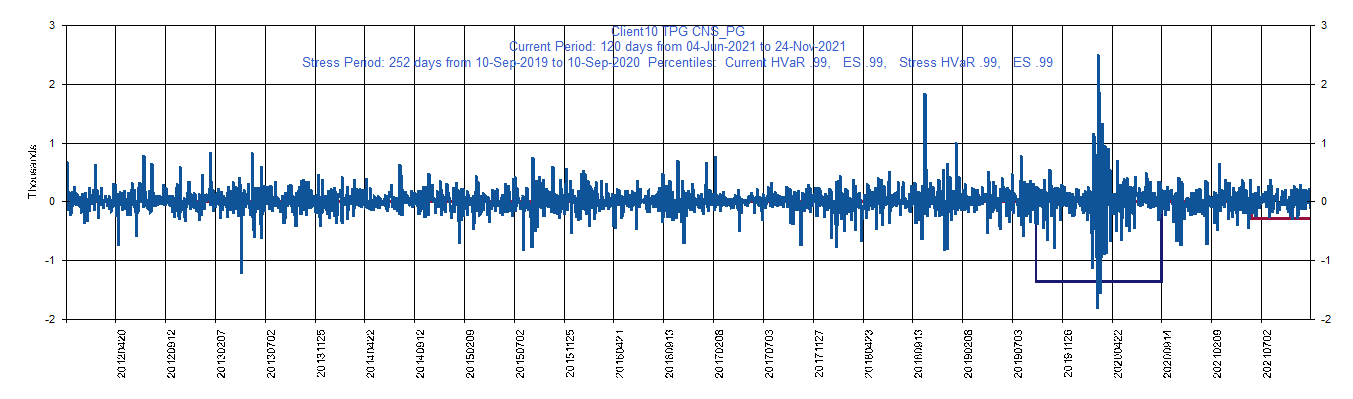 Client10 TPG CNS_PG
Current Period: 120 days from 04-Jun-2021 to 24-Nov-2021
Stress Period: 252 days from 10-Sep-2019 to 10-Sep-2020 Percentiles: Current HVaR .99, ES .99, Stress HVaR .99, ES .99
Thousands
3 3
2 2
1 1
0 0
-1 -1
-2 -2
20120420 20120912 20130207 20130702 20131125 20140422 20140912 20150209 20150702 20151125 20160421 20160913 20170208 20170703 20171127 20180423 20180913 20190208 20190703 20191126 20200422 20200914 20210209 20210702